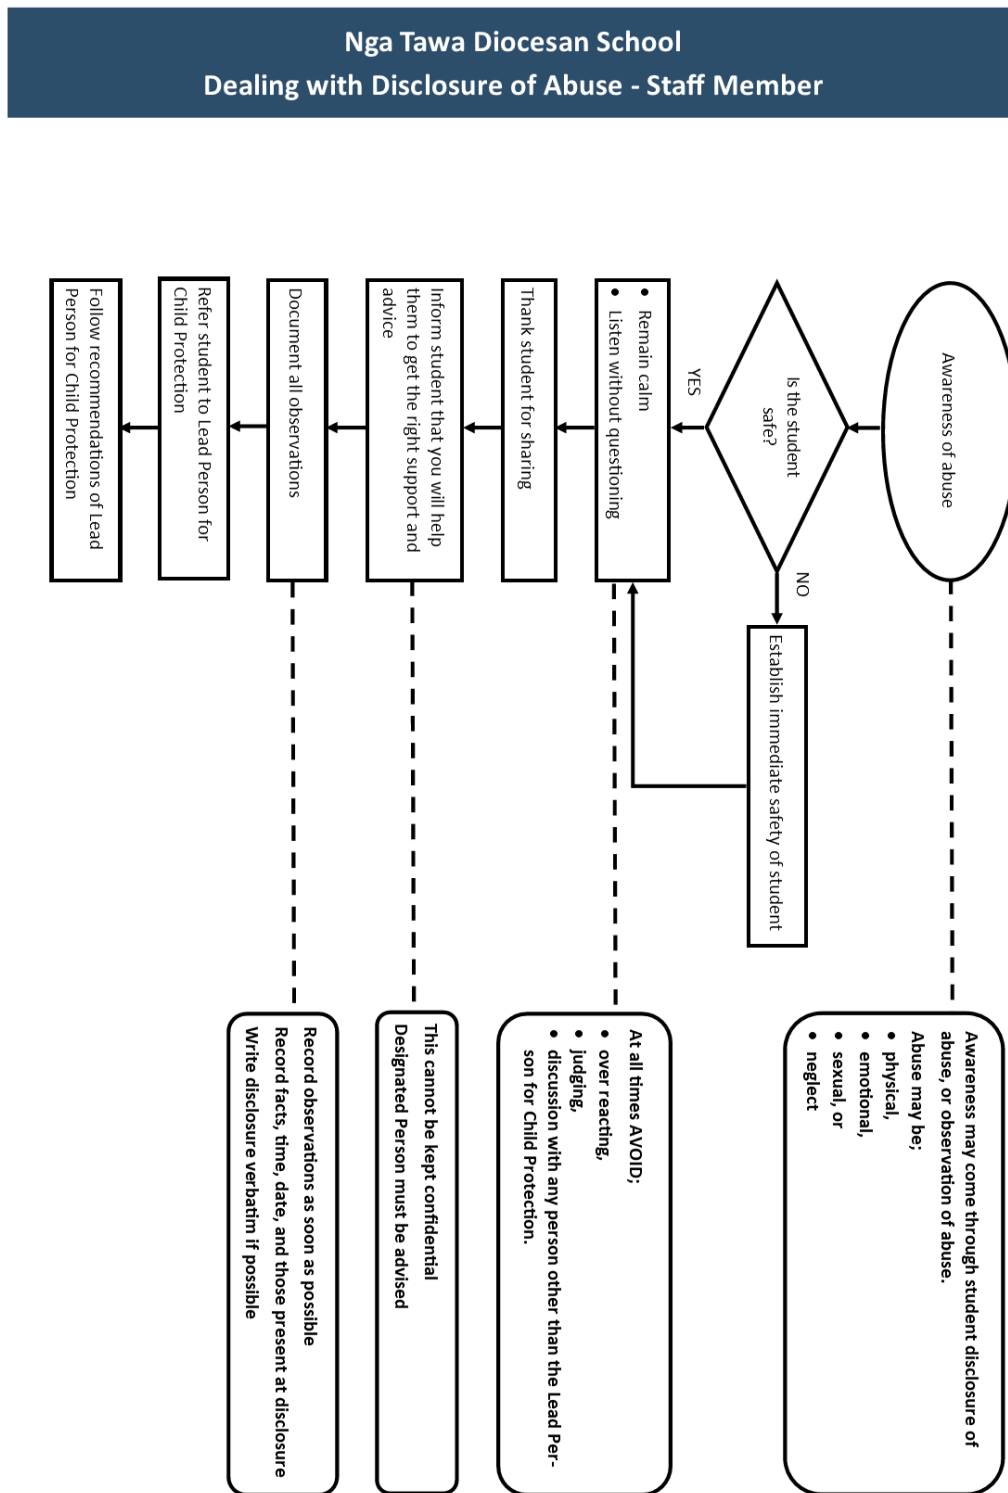 Nga Tawa Diocesan School
Dealing with Disclosure of Abuse - Staff Member
Awareness of abuse
Awareness may come through student disclosure of
abuse, or observation of abuse.
Abuse may be;
• physical,
• emotional,
• sexual, or
• neglect
Is the student
safe?
NO
Establish immediate safety of student
YES
• Remain calm
• Listen without questioning
At all times AVOID;
• over reacting,
• judging,
• discussion with any person other than the Lead Per-
son for Child Protection.
Thank student for sharing
Inform student that you will help
them to get the right support and
advice
This cannot be kept confidential
Designated Person must be advised
Document all observations
Record observations as soon as possible
Record facts, time, date, and those present at disclosure
Write disclosure verbatim if possible
Refer student to Lead Person for
Child Protection
Follow recommendations of Lead
Person for Child Protection